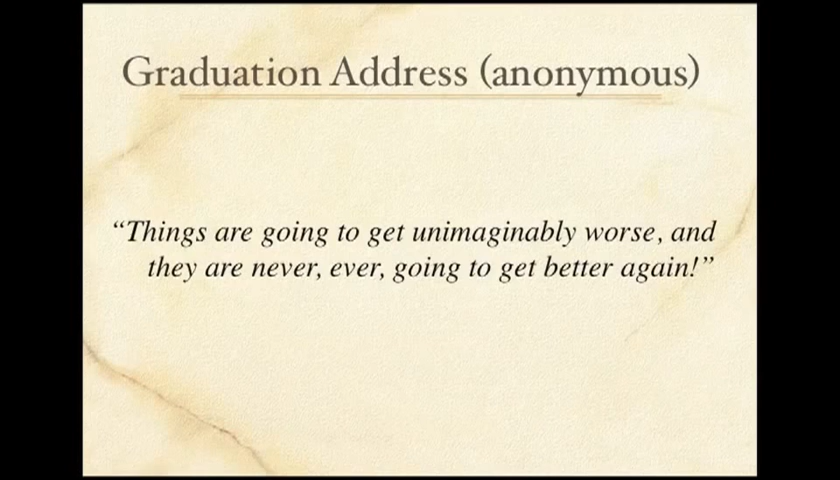 Graduation Address (anonymous)
“Things are going to get unimaginably worse, and
they are never, ever, going to get better again!”